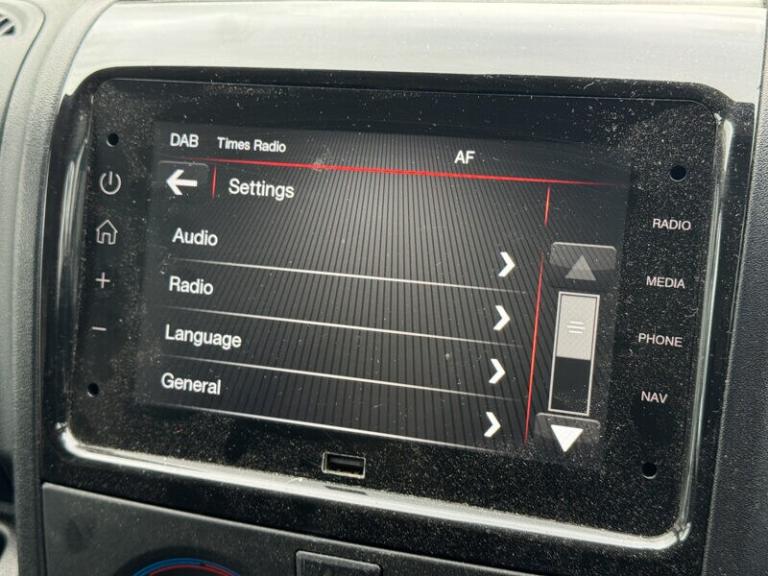 DAB Times Radio AF
Settings
Audio
Radio
Language
General
RADIO
MEDIA
PHONE
NAV